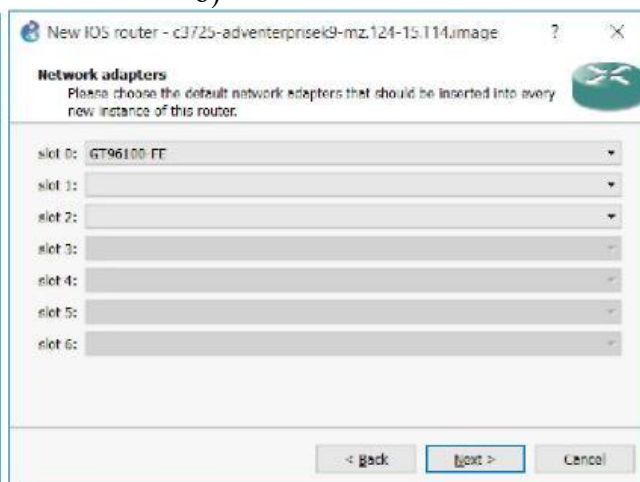 New IOS router - c3725-adventerprisek9-mz.124-15.T14.image
Network adapters
Please choose the default network adapters that should be inserted into every
new instance of this router.
slot 0: GT96100-FE
slot 1:
slot 2:
slot 3:
slot 4:
slot 5:
slot 6:
< Back Next > Cancel